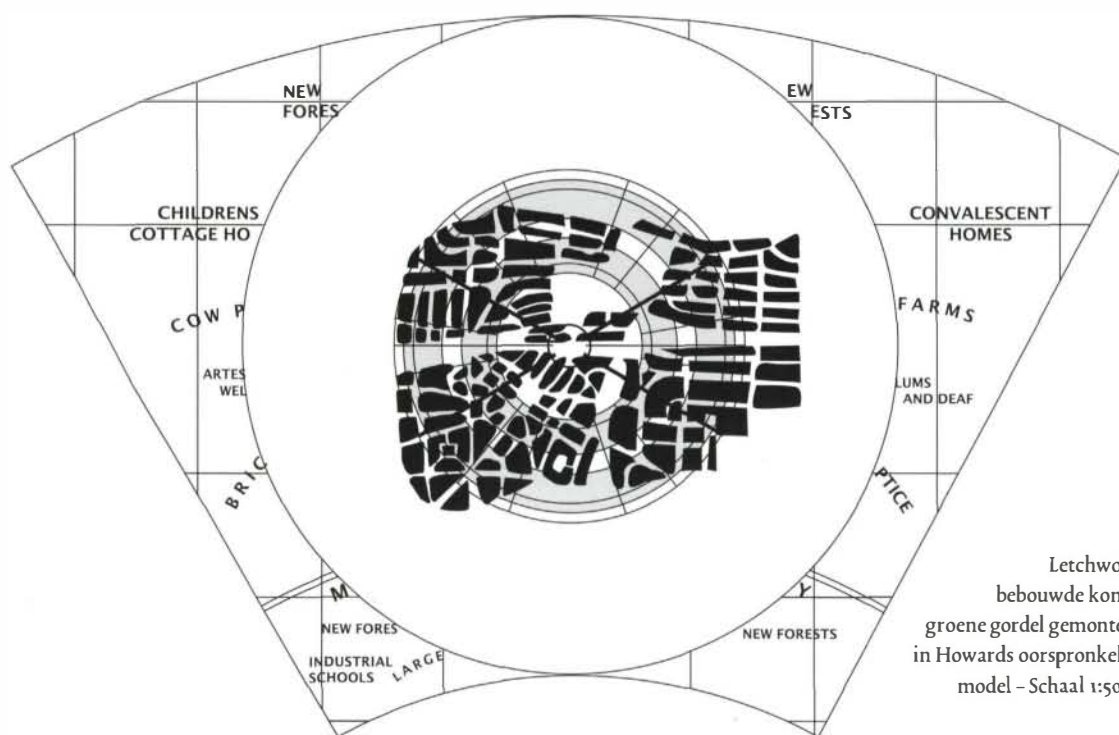 NEW
FORES
EW
ESTS
CHILDRENS
COTTAGE HO
CONVALESCENT
HOMES
COW P
FARMS
ARTES
WEL
LUMS
AND DEAF
BRIC
PTICE
M
Y
NEW FORES
INDUSTRIAL
SCHOOLS
LARGE
NEW FORESTS
Letchwo
bebouwde kon
groene gordel gemonte
in Howards oorspronkel
model – Schaal 1:50